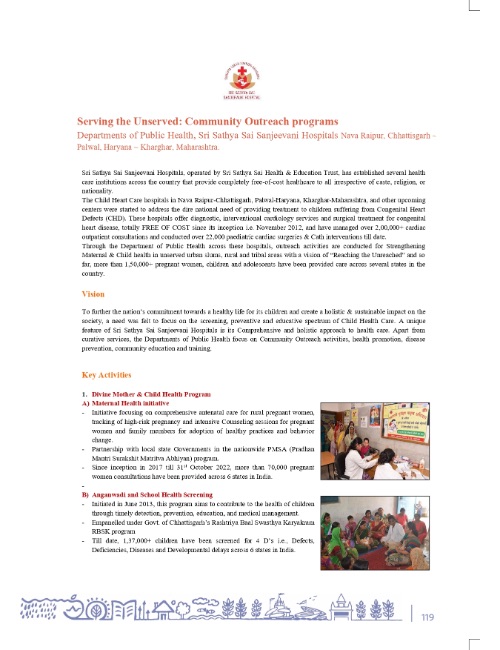 SRI SATHYA SAI
SANJEEVANI HOSPITAL
Serving the Unserved: Community Outreach programs
Departments of Public Health, Sri Sathya Sai Sanjeevani Hospitals Nava Raipur, Chhattisgarh –
Palwal, Haryana – Kharghar, Maharashtra.
Sri Sathya Sai Sanjeevani Hospitals, operated by Sri Sathya Sai Health & Education Trust, has established several health
care institutions across the country that provide completely free-of-cost healthcare to all irrespective of caste, religion, or
nationality.
The Child Heart Care hospitals in Nava Raipur-Chhattisgarh, Palwal-Haryana, Kharghar-Maharashtra, and other upcoming
centers were started to address the dire national need of providing treatment to children suffering from Congenital Heart
Defects (CHD). These hospitals offer diagnostic, interventional cardiology services and surgical treatment for congenital
heart disease, totally FREE OF COST since its inception i.e. November 2012, and have managed over 2,00,000+ cardiac
outpatient consultations and conducted over 22,000 paediatric cardiac surgeries & Cath interventions till date.
Through the Department of Public Health across these hospitals, outreach activities are conducted for Strengthening
Maternal & Child health in unserved urban slums, rural and tribal areas with a vision of "Reaching the Unreached" and so
far, more than 1,50,000+ pregnant women, children and adolescents have been provided care across several states in the
country.
Vision
To further the nation's commitment towards a healthy life for its children and create a holistic & sustainable impact on the
society, a need was felt to focus on the screening, preventive and educative spectrum of Child Health Care. A unique
feature of Sri Sathya Sai Sanjeevani Hospitals is its Comprehensive and holistic approach to health care. Apart from
curative services, the Departments of Public Health focus on Community Outreach activities, health promotion, disease
prevention, community education and training.
Key Activities
1. Divine Mother & Child Health Program
A) Maternal Health initiative
- Initiative focusing on comprehensive antenatal care for rural pregnant women,
tracking of high-risk pregnancy and intensive Counseling sessions for pregnant
women and family members for adoption of healthy practices and behavior
change.
- Partnership with local state Governments in the nationwide PMSA (Pradhan
Mantri Surakshit Matritva Abhiyan) program.
- Since inception in 2017 till 31st October 2022, more than 70,000 pregnant
women consultations have been provided across 6 states in India.
-
B) Anganwadi and School Health Screening
- Initiated in June 2013, this program aims to contribute to the health of children
through timely detection, prevention, education, and medical management.
- Empanelled under Govt. of Chhattisgarh's Rashtriya Baal Swasthya Karyakram
RBSK program
- Till date, 1,37,000+ children have been screened for 4 D's i.e., Defects,
Deficiencies, Diseases and Developmental delays across 6 states in India.
119